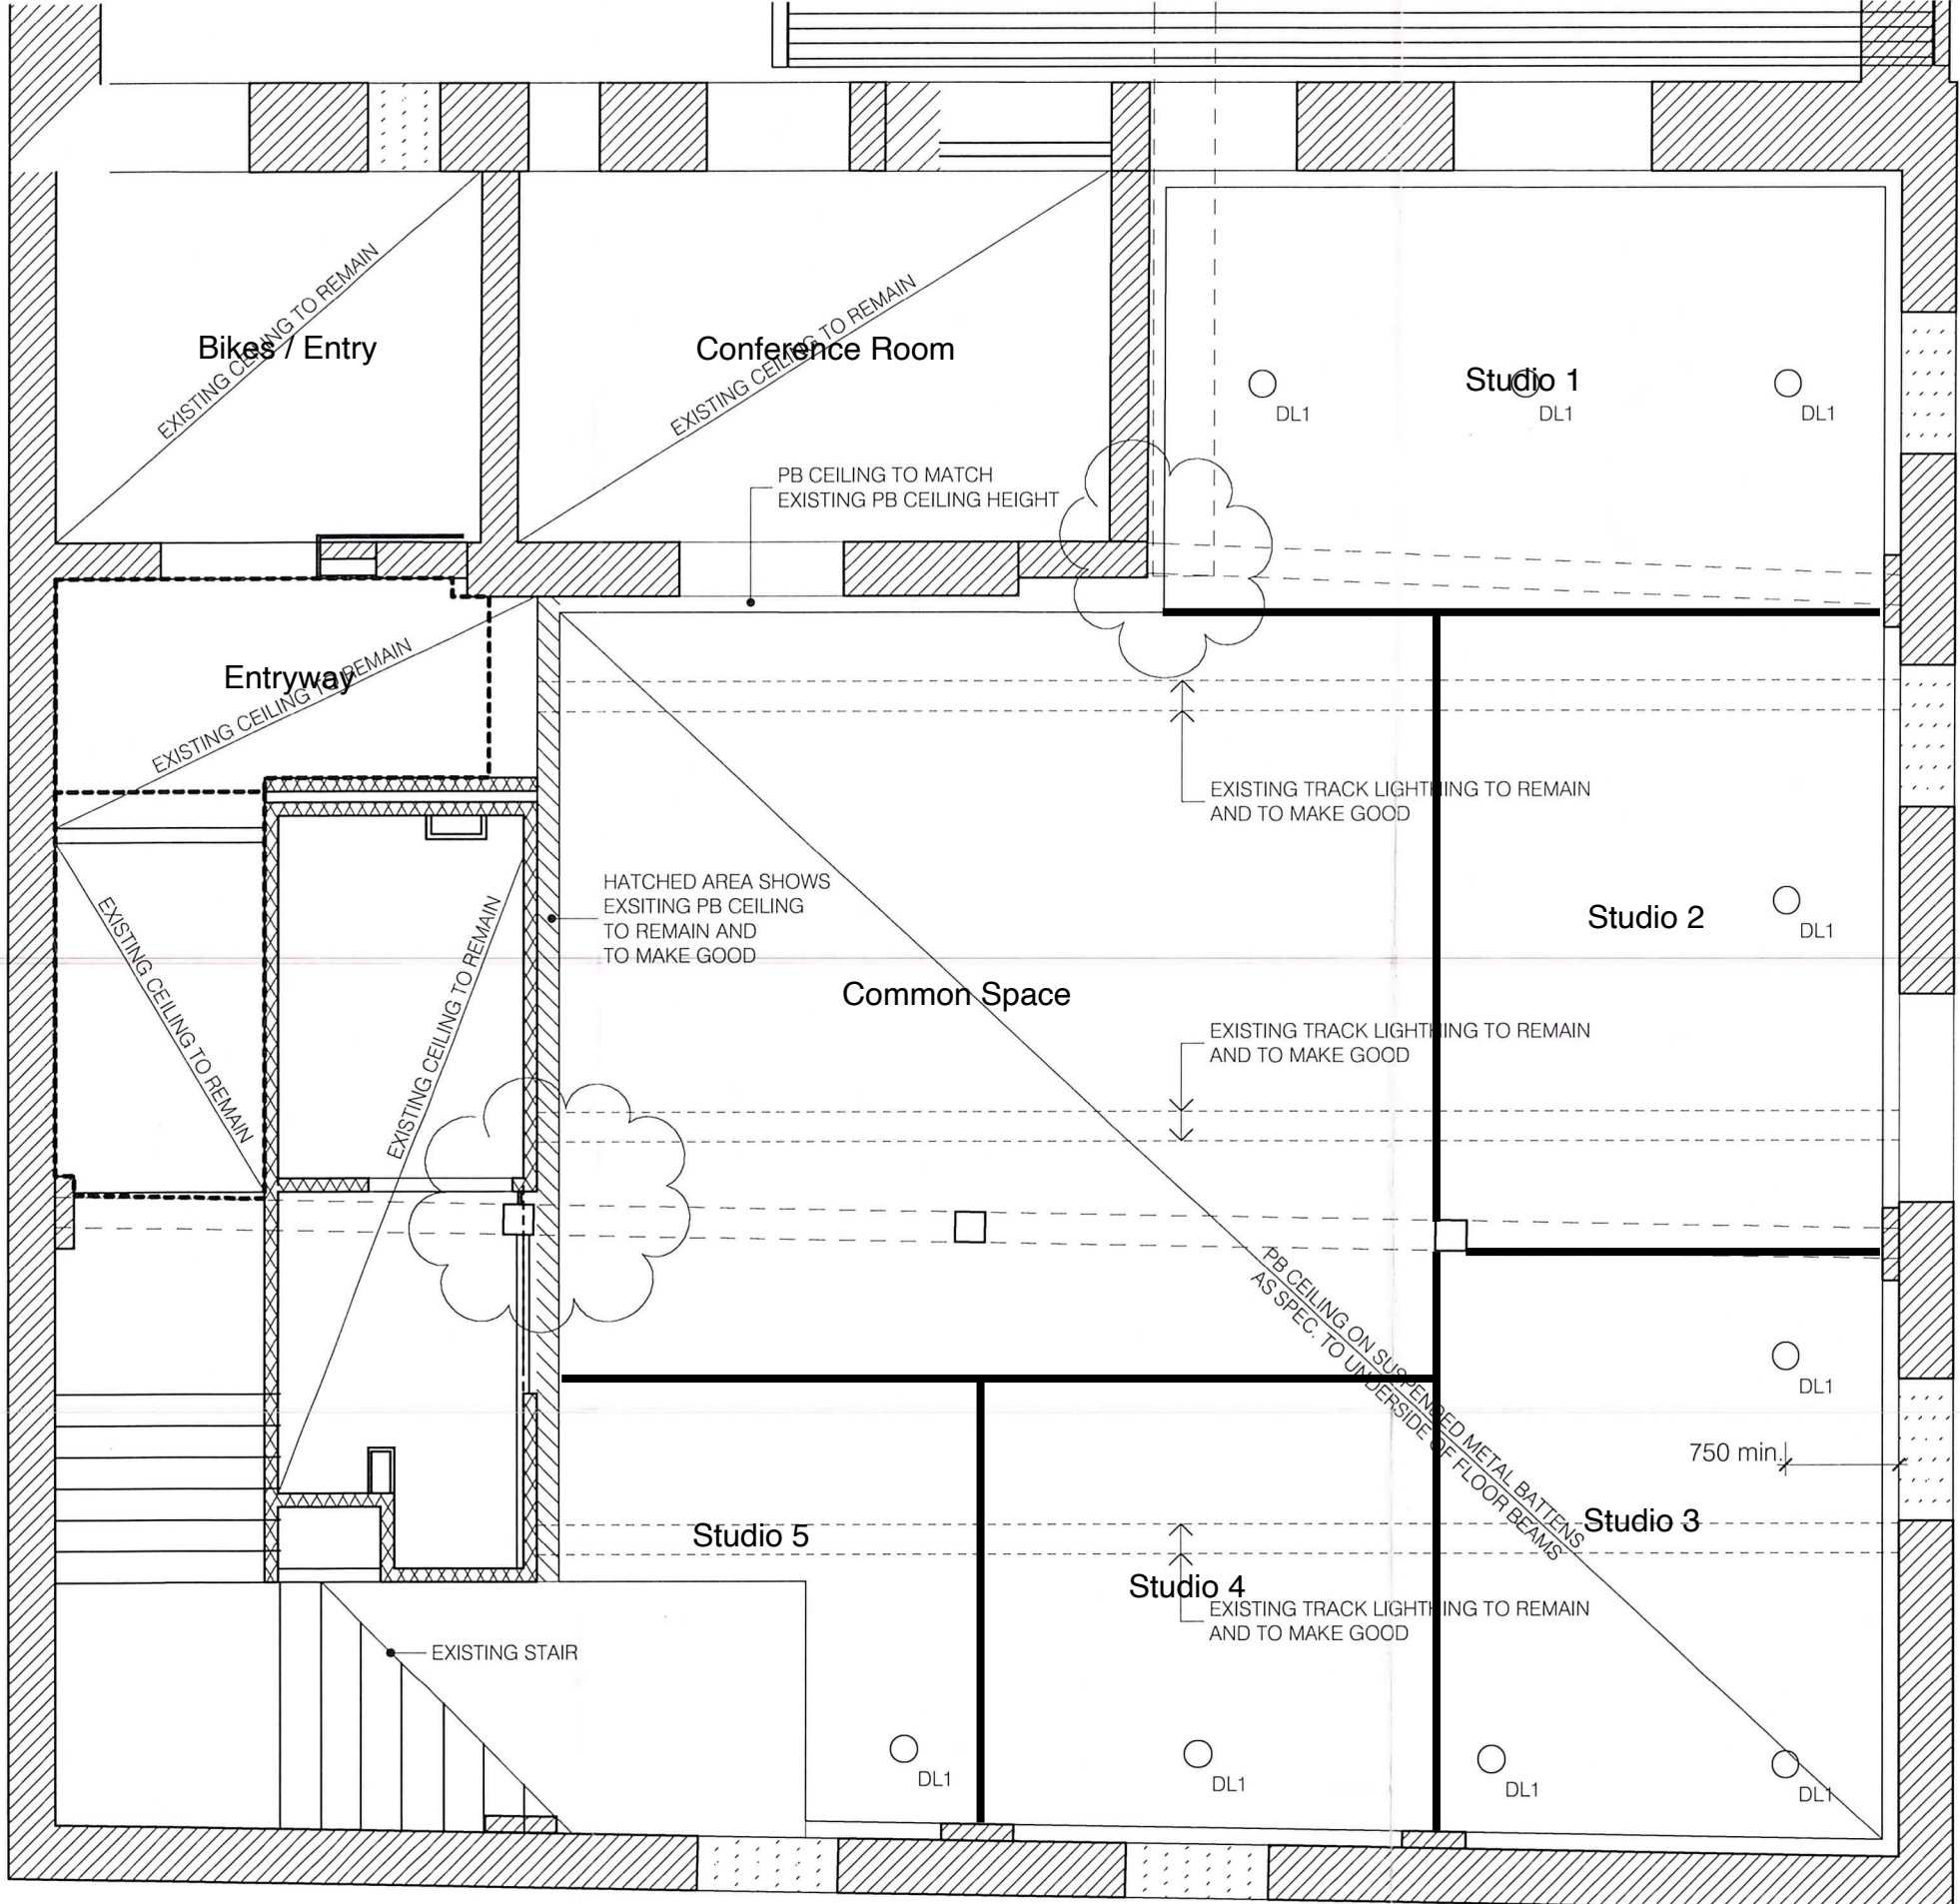 EXISTING CEILING TO REMAIN
Bikes / Entry
EXISTING CEILING TO REMAIN
Conference Room
Studio 1
DL1
DL1
DL1
PB CEILING TO MATCH
EXISTING PB CEILING HEIGHT
EXISTING CEILING TO REMAIN
Entryway
EXISTING TRACK LIGHTHING TO REMAIN
AND TO MAKE GOOD
HATCHED AREA SHOWS
EXSITING PB CEILING
TO REMAIN AND
TO MAKE GOOD
Studio 2
DL1
EXISTING CEILING TO REMAIN
EXISTING CEILING TO REMAIN
Common Space
EXISTING TRACK LIGHTHING TO REMAIN
AND TO MAKE GOOD
PB CEILING ON SUSPENDED METAL BATTENS
AS SPEC. TO UNDERSIDE OF FLOOR BEAMS
DL1
750 min.
Studio 3
Studio 5
Studio 4
EXISTING TRACK LIGHTHING TO REMAIN
AND TO MAKE GOOD
EXISTING STAIR
DL1
DL1
DL1
DL1